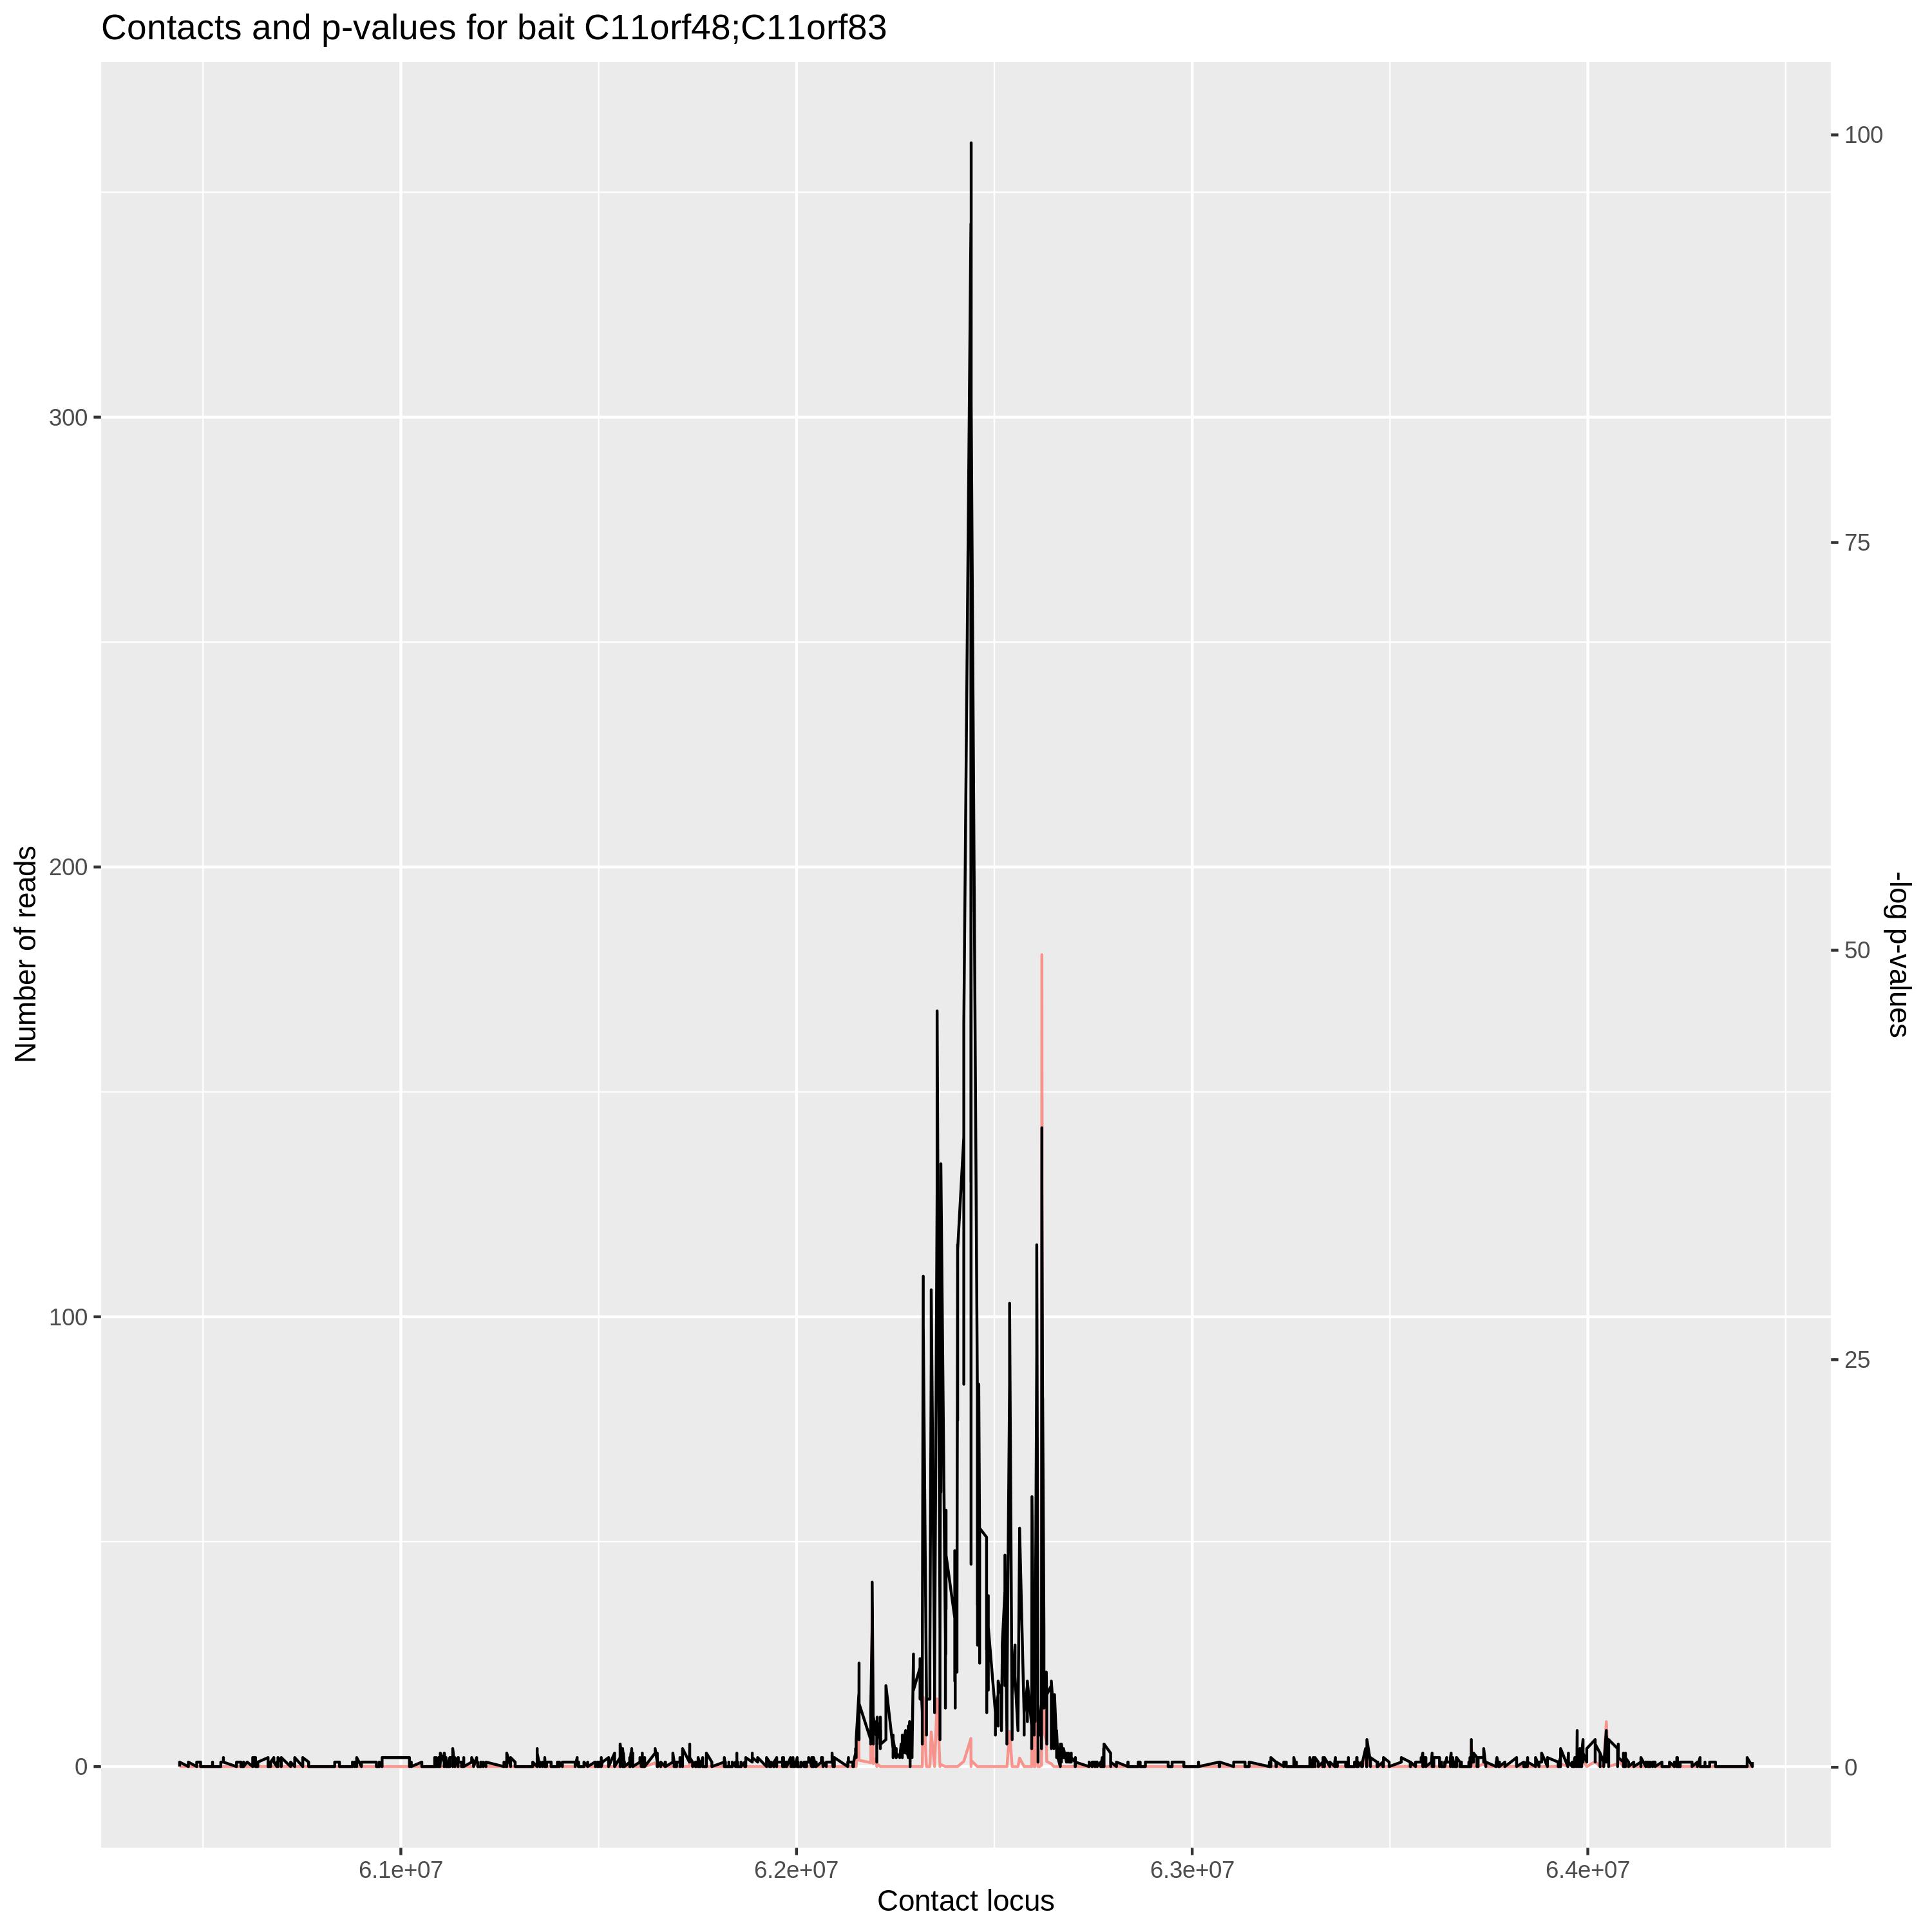 Contacts and p-values for bait C11orf48;C11orf83
100
300
75
Number of reads
200
50
-log p-values
100
25
0
0
6.1e+07
6.2e+07
6.3e+07
6.4e+07
Contact locus